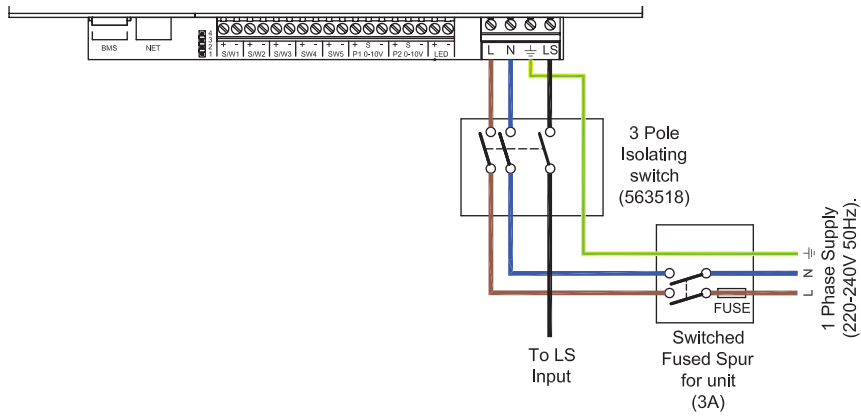 4
3
2
1
BMS
NET
+ - + - + - + - + - + S - + S - + -
S/W1 S/W2 S/W3 SW4 SW5 P1 0-10V P2 0-10V LED
L N LS
3 Pole
Isolating
switch
(563518)
N
L
1 Phase Supply
(220-240V 50Hz).
FUSE
To LS
Input
Switched
Fused Spur
for unit
(3A)